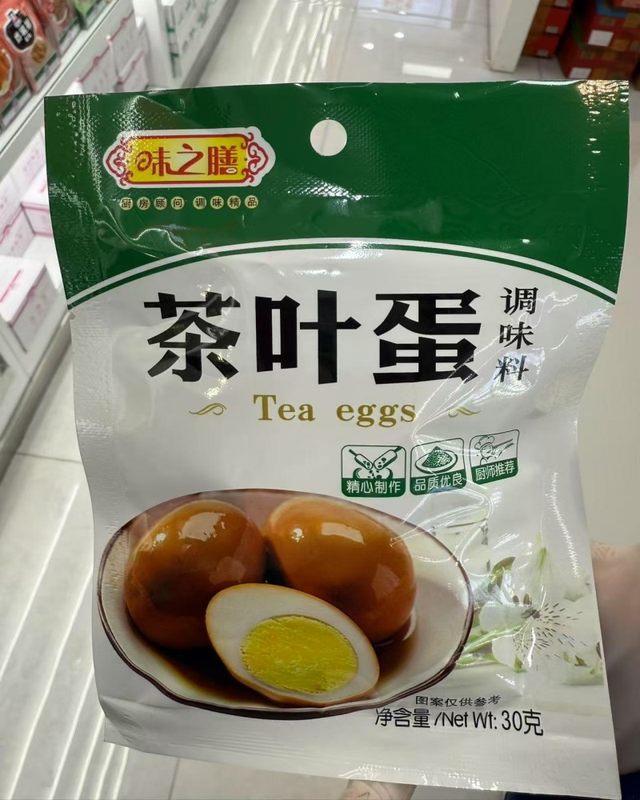 味之膳
厨房顾问 调味精品
茶叶蛋
调味料
Tea eggs
精心制作 品质优良 厨师推荐
图案仅供参考
净含量/Net Wt: 30克